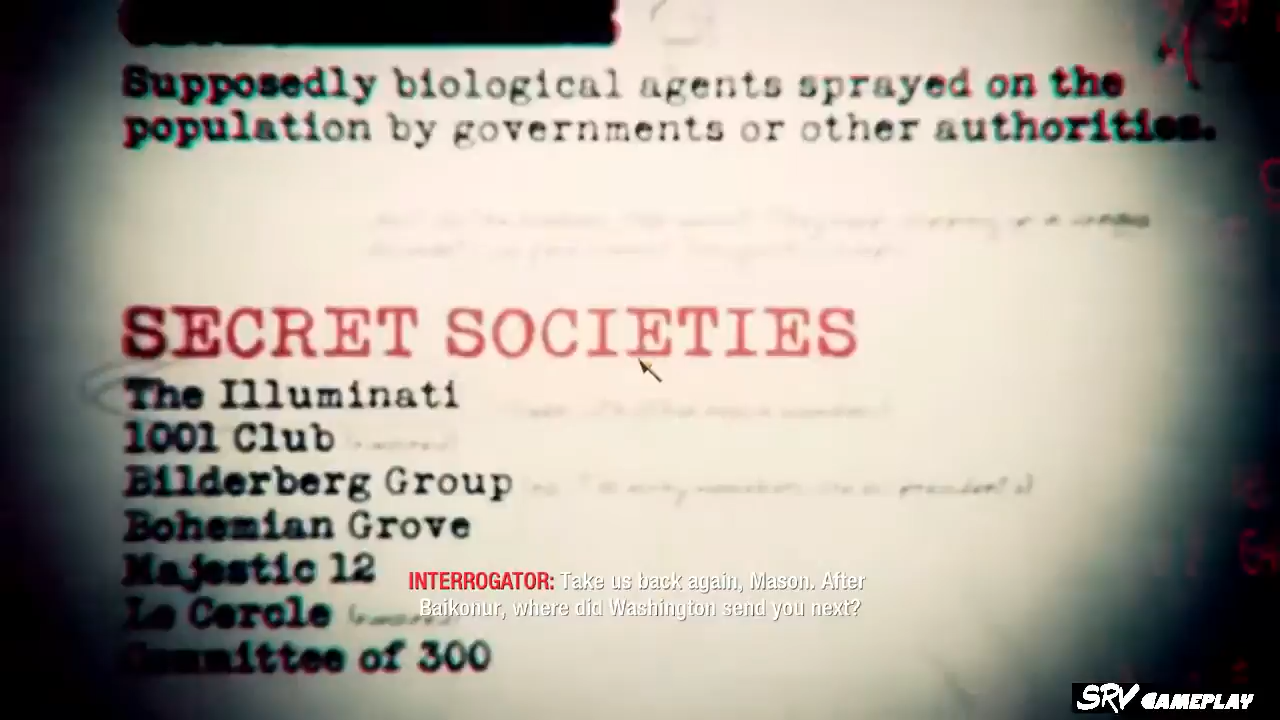 Supposedly biological agents sprayed on the
population by governments or other authorities.
SECRET SOCIETIES
The Illuminati
1001 Club
Bilderberg Group
Bohemian Grove
Majestic 12
Le Cercle
Committee of 300
INTERROGATOR: Take us back again, Mason. After
Baikonur, where did Washington send you next?
SRV GAMEPLAY